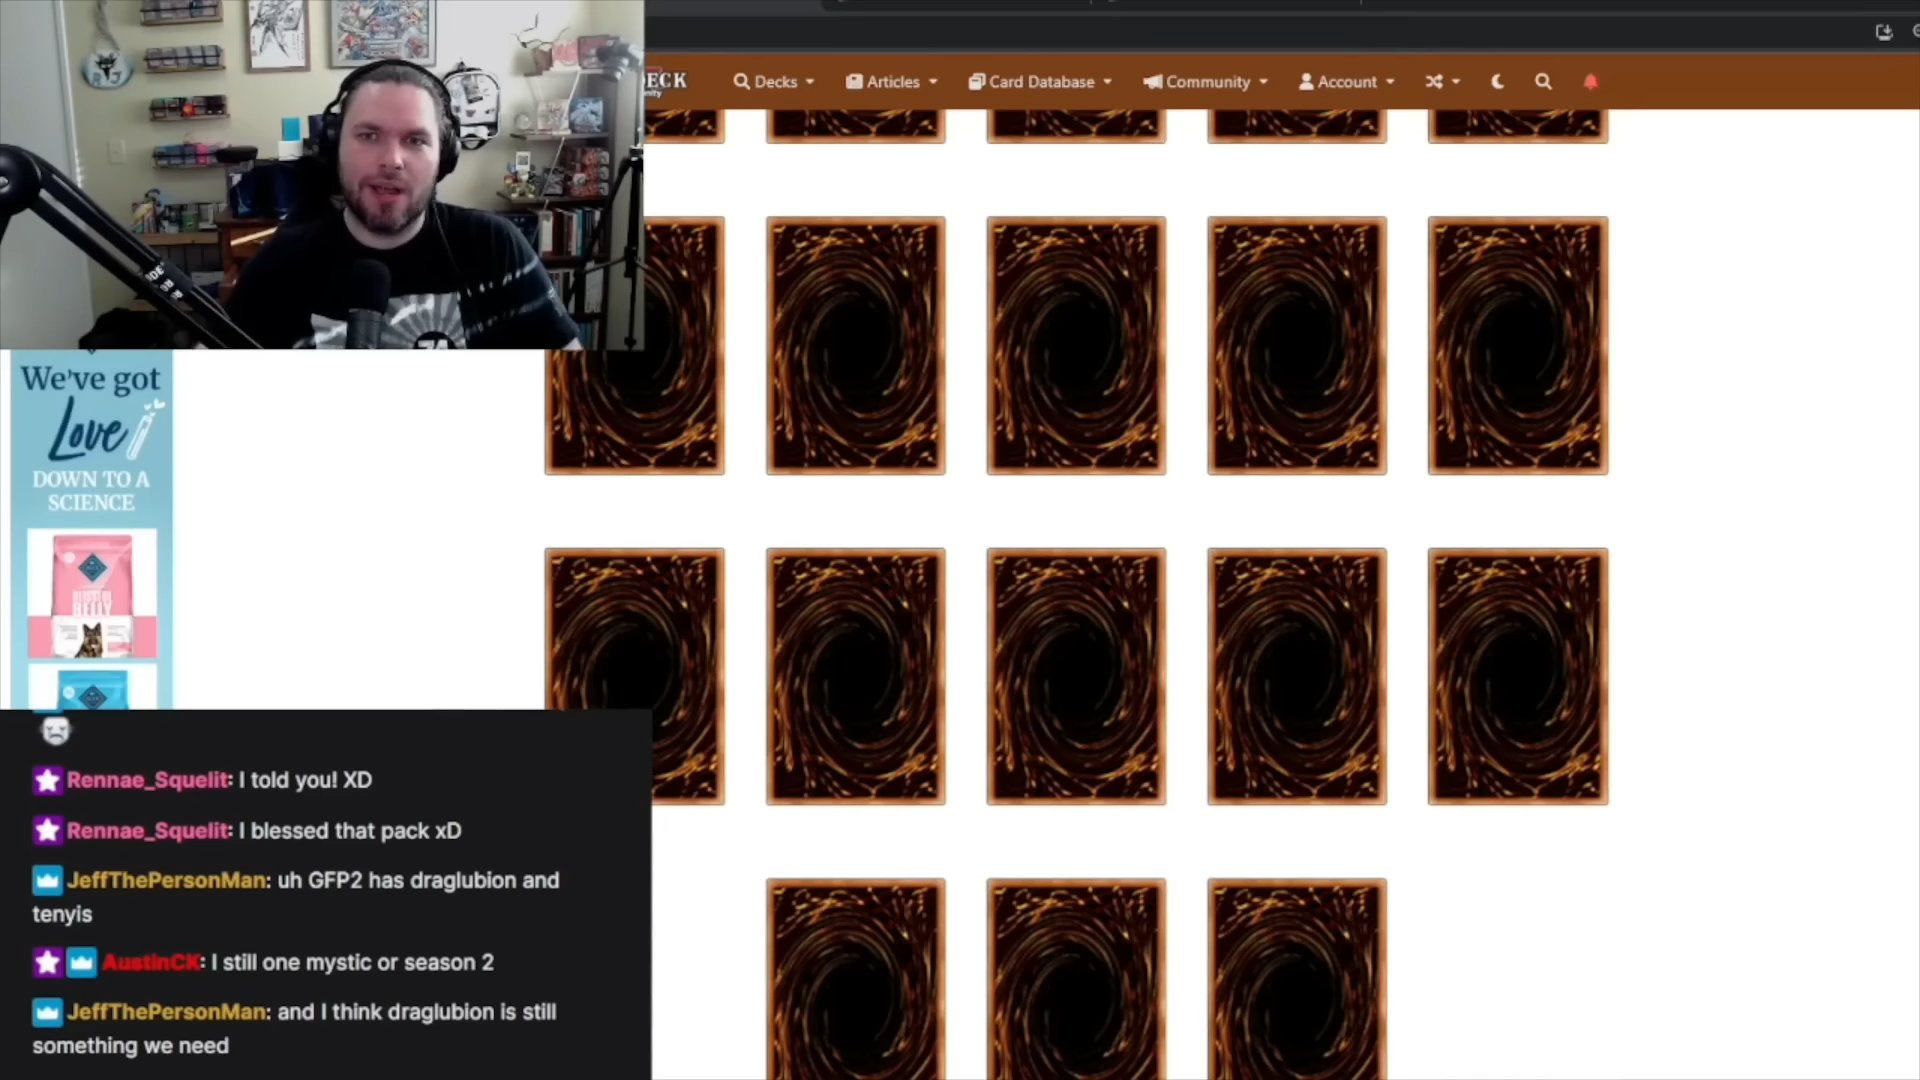 ECK
Decks
Articles
Card Database
Community
Account
We've got
Love
DOWN TO A
SCIENCE
BELLY
Rennae_Squelit: I told you! XD
Rennae_Squelit: I blessed that pack xD
JeffThePersonMan: uh GFP2 has draglubion and
tenyis
AustinCK: I still one mystic or season 2
JeffThePersonMan: and I think draglubion is still
something we need